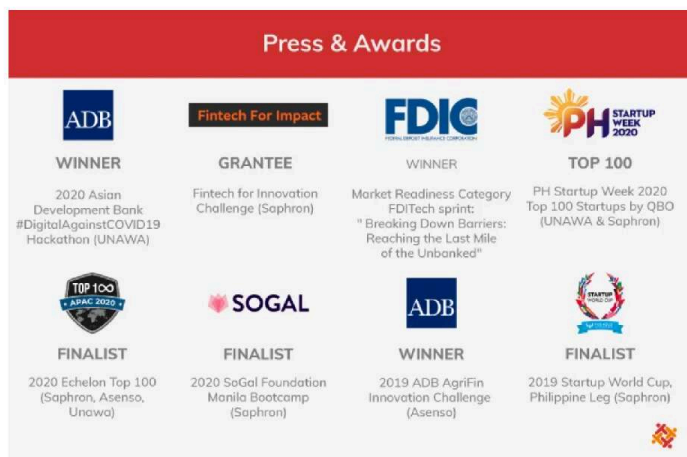 Press & Awards
ADB
WINNER
2020 Asian
Development Bank
#DigitalAgainstCOVID19
Hackathon (UNAWA)
Fintech For Impact
GRANTEE
Fintech for Innovation
Challenge (Saphron)
FDIC
FEDERAL DEPOSIT INSURANCE CORPORATION
WINNER
Market Readiness Category
FDITech sprint:
" Breaking Down Barriers:
Reaching the Last Mile
of the Unbanked"
PH STARTUP
WEEK
2020
TOP 100
PH Startup Week 2020
Top 100 Startups by QBO
(UNAWA & Saphron)
TOP 100
APAC 2020
FINALIST
2020 Echelon Top 100
(Saphron, Asenso,
Unawa)
SOGAL
FINALIST
2020 SoGal Foundation
Manila Bootcamp
(Saphron)
ADB
WINNER
2019 ADB AgriFin
Innovation Challenge
(Asenso)
STARTUP
WORLD CUP
FINALIST
2019 Startup World Cup,
Philippine Leg (Saphron)